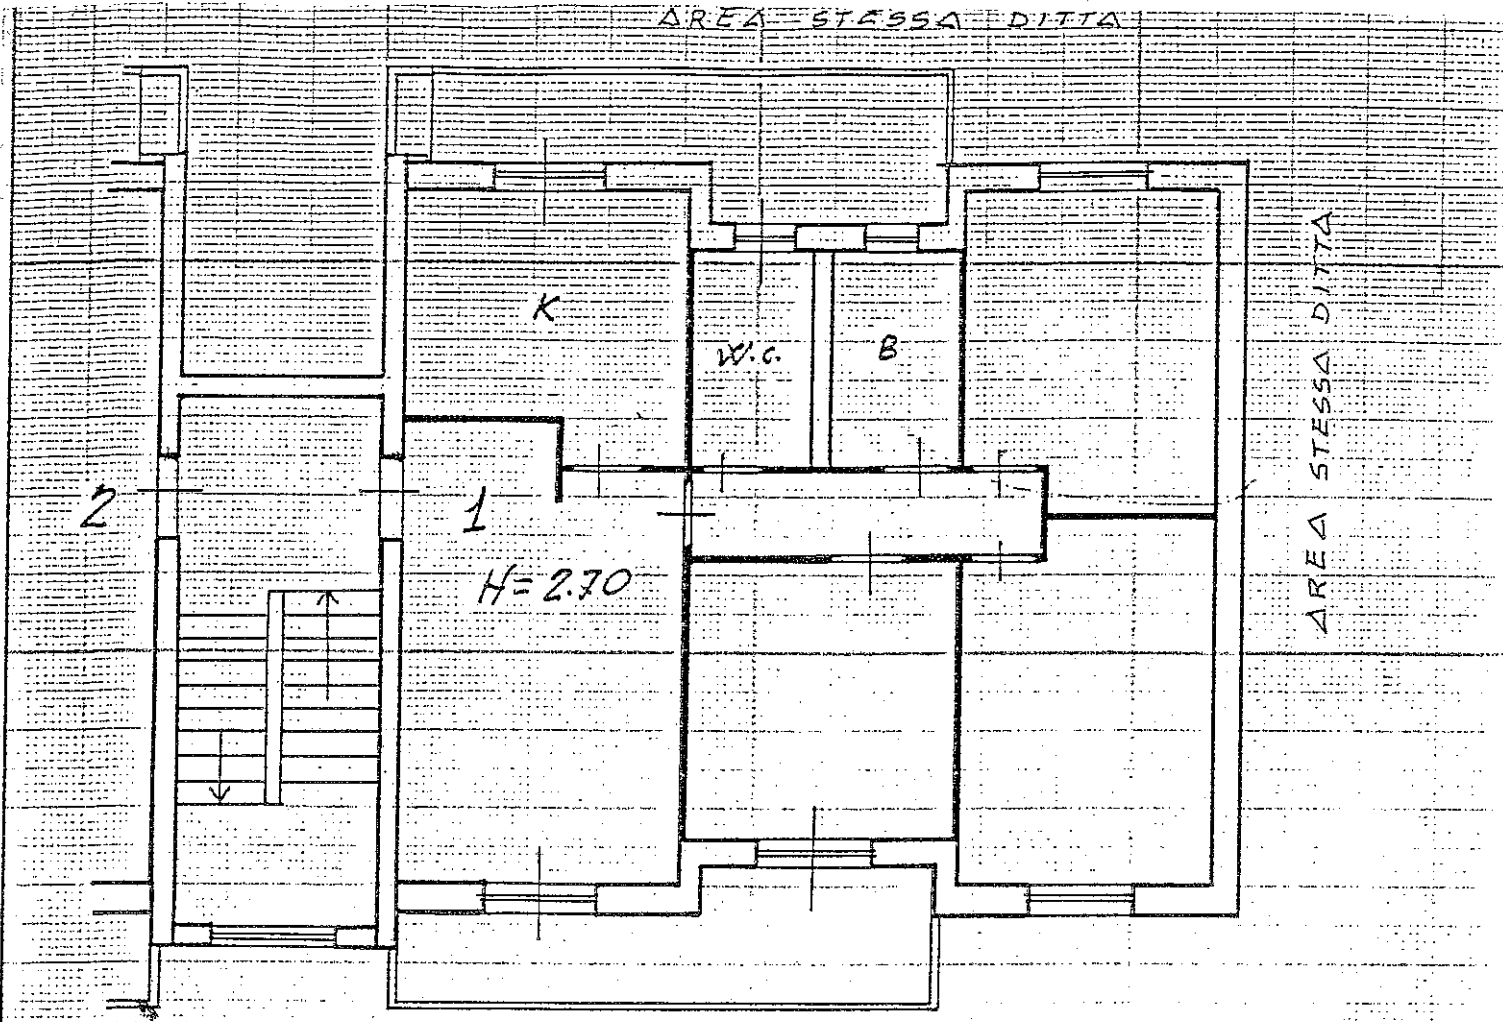 AREA STESSA DITTA
K
W.C.
B
AREA STESSA DITTA
2
1
H=2.70